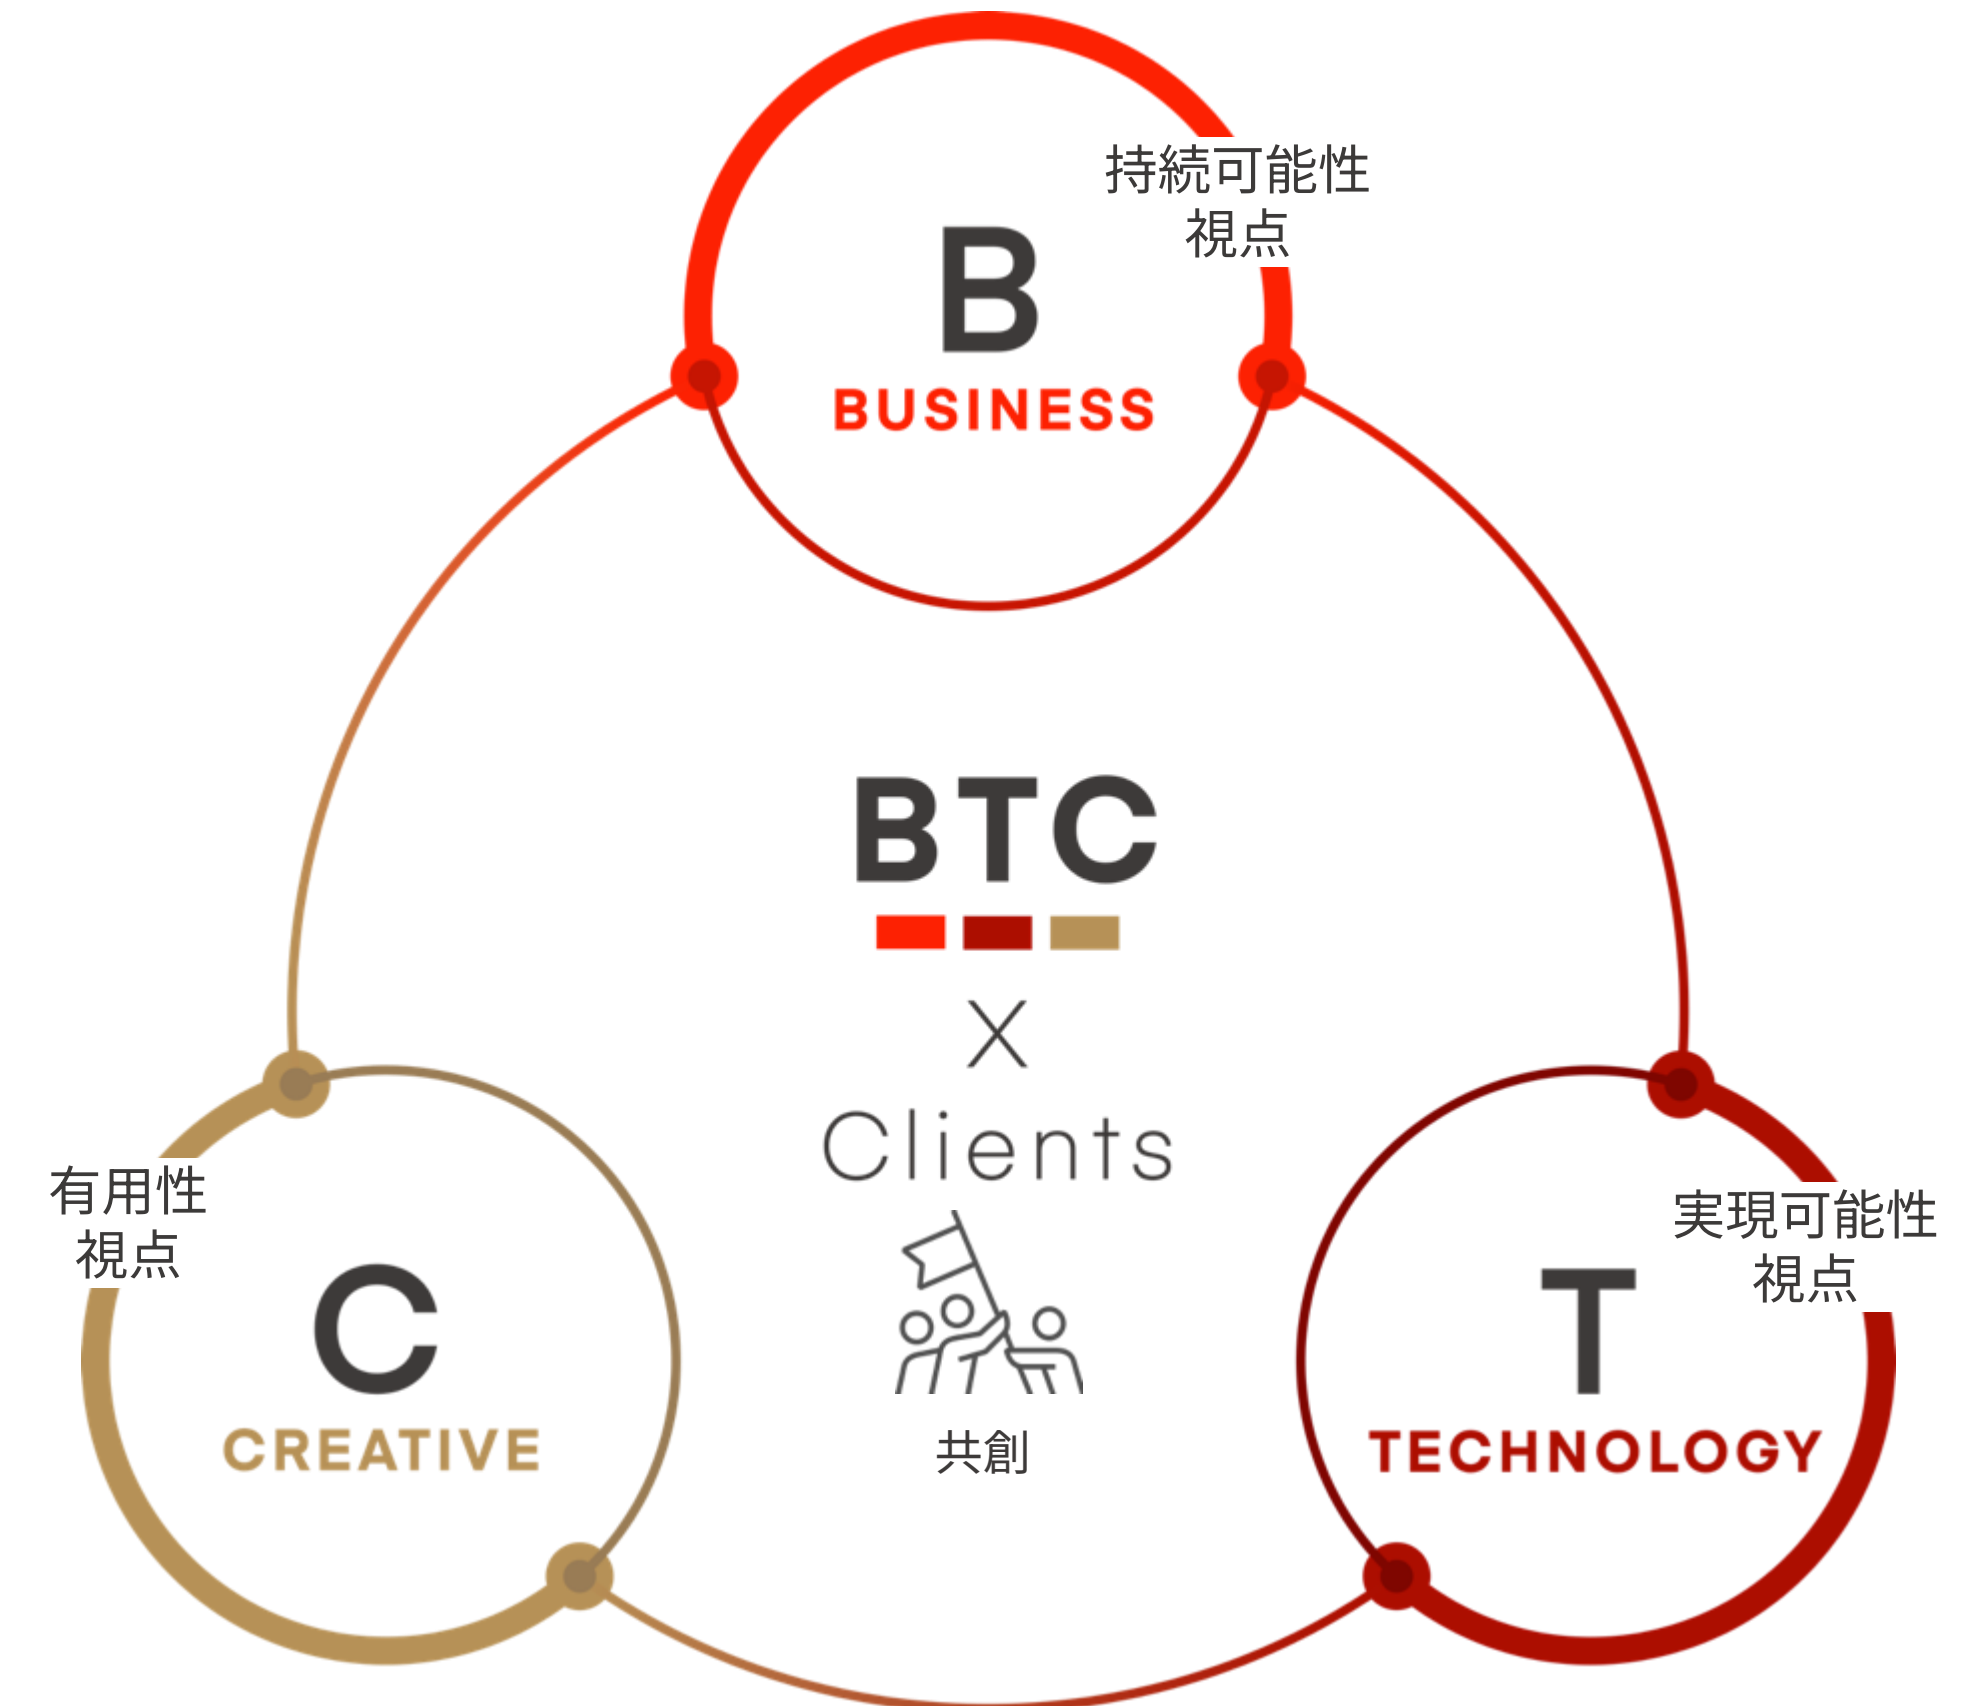 持続可能性
視点
B
BUSINESS
BTC
X
Clients
共創
有用性
視点
C
CREATIVE
実現可能性
視点
T
TECHNOLOGY